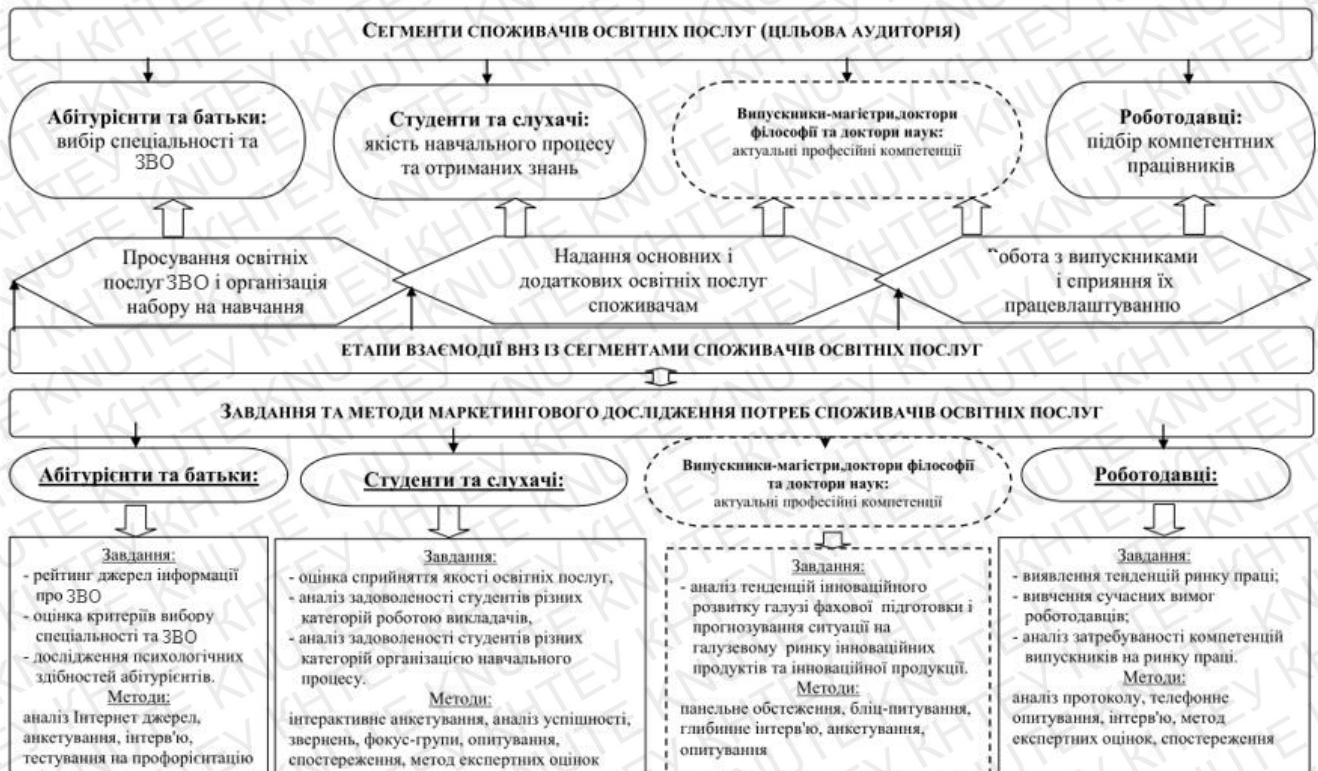 СЕГМЕНТИ СПОЖИВАЧІВ ОСВІТНІХ ПОСЛУГ (ЦІЛЬОВА АУДИТОРІЯ)
Абітурієнти та батьки:
вибір спеціальності та
ЗВО
Студенти та слухачі:
якість навчального процесу
та отриманих знань
Випускники-магістри,доктори
філософії та доктори наук:
актуальні професійні компетенції
Роботодавці:
підбір компетентних
працівників
Просування освітніх
послуг ЗВО і організація
набору на навчання
Надання основних і
додаткових освітніх послуг
споживачам
обота з випускниками
і сприяння їх
працевлаштуванню
ЕТАПИ ВЗАЄМОДІЇ ВНЗ ІЗ СЕГМЕНТАМИ СПОЖИВАЧІВ ОСВІТНІХ ПОСЛУГ
ЗАВДАННЯ ТА МЕТОДИ МАРКЕТИНГОВОГО ДОСЛІДЖЕННЯ ПОТРЕБ СПОЖИВАЧІВ ОСВІТНІХ ПОСЛУГ
Абітурієнти та батьки:
Студенти та слухачі:
Випускники-магістри,доктори філософії
та доктори наук:
актуальні професійні компетенції
Роботодавці:
Завдання:
- рейтинг джерел інформації
про ЗВО
- оцінка критеріїв вибору
спеціальності та ЗВО
- дослідження психологічних
здібностей абітурієнтів.
Методи:
аналіз Інтернет джерел,
анкетування, інтерв'ю,
тестування на профорієнтацію
Завдання:
- оцінка сприйняття якості освітніх послуг,
- аналіз задоволеності студентів різних
категорій роботою викладачів,
- аналіз задоволеності студентів різних
категорій організацією навчального
процесу.
Методи:
інтерактивне анкетування, аналіз успішності,
звернень, фокус-групи, опитування,
спостереження, метод експертних оцінок
Завдання:
- аналіз тенденцій інноваційного
розвитку галузі фахової підготовки і
прогнозування ситуації на
галузевому ринку інноваційних
продуктів та інноваційної продукції.
Методи:
панельне обстеження, бліц-питування,
глибинне інтерв'ю, анкетування,
опитування
Завдання:
- виявлення тенденцій ринку праці;
- вивчення сучасних вимог
роботодавців;
- аналіз затребуваності компетенцій
випускників на ринку праці.
Методи:
аналіз протоколу, телефонне
опитування, інтерв'ю, метод
експертних оцінок, спостереження